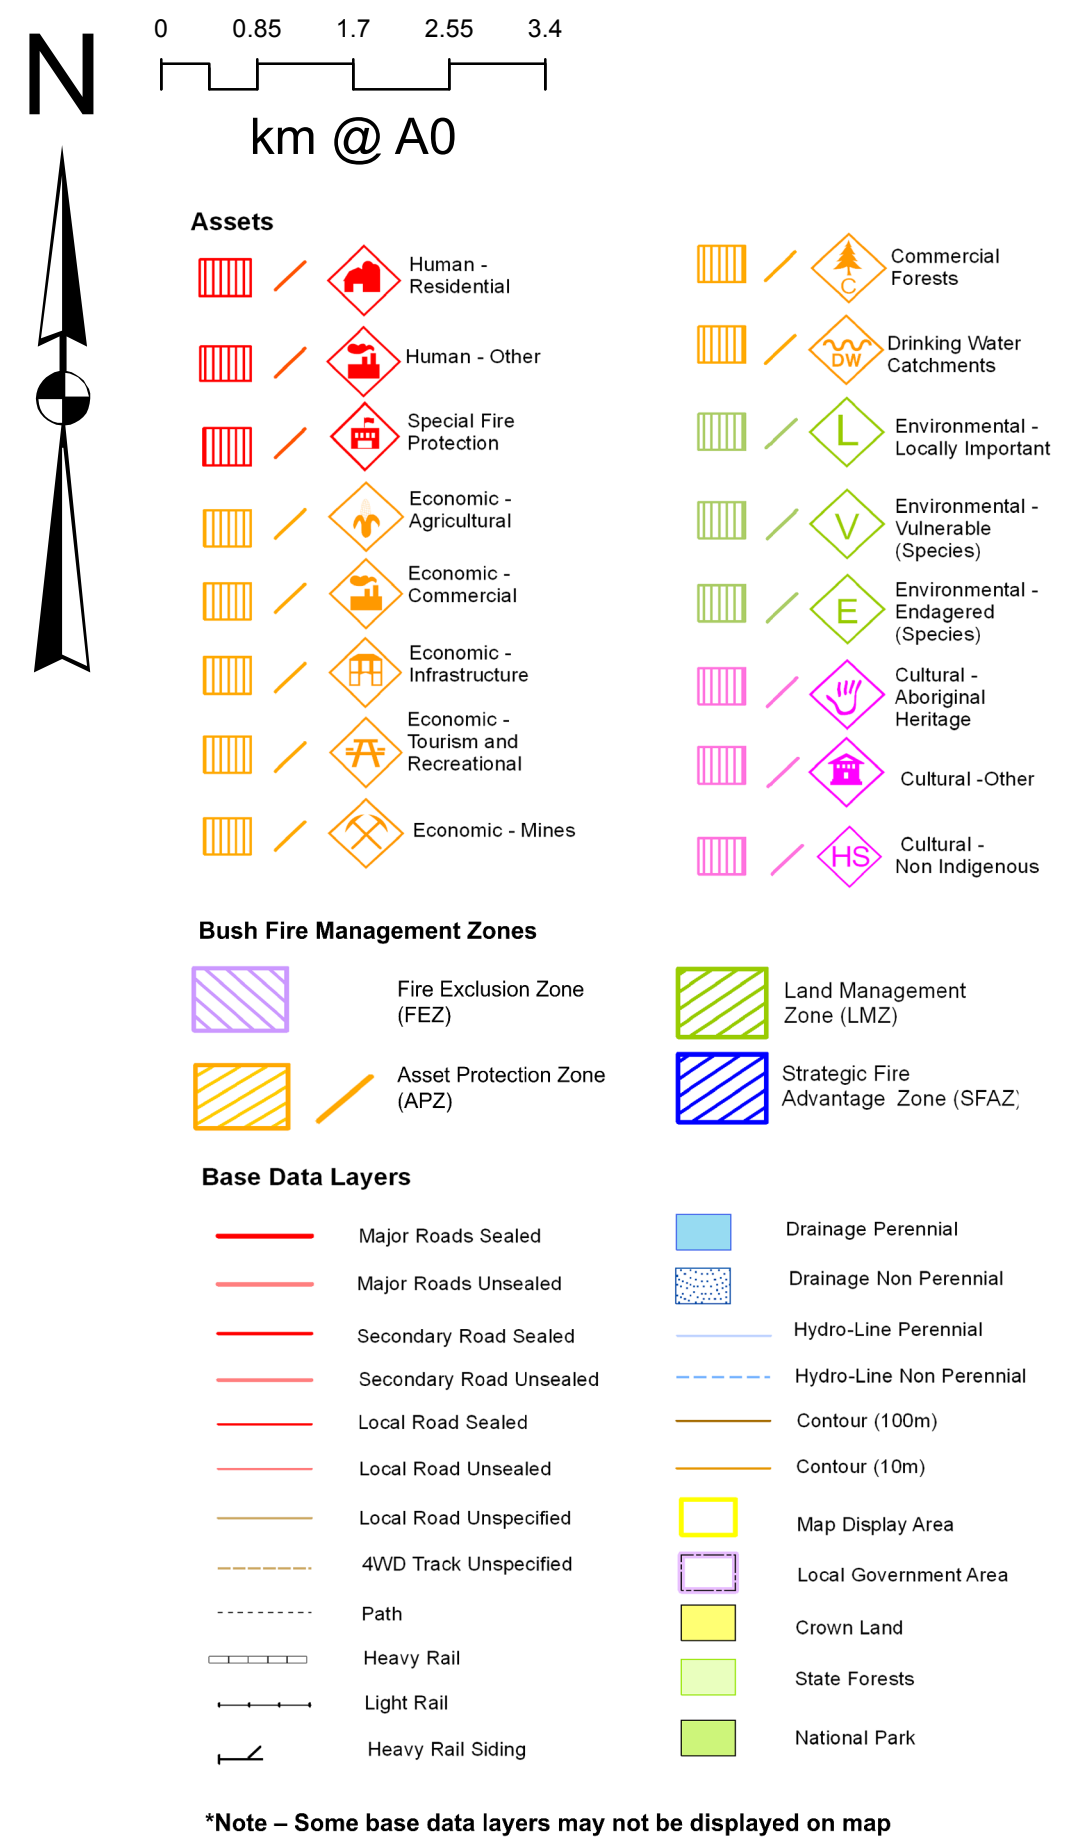 N
0 0.85 1.7 2.55 3.4
km @ A0
Assets
Human -
Residential
Human - Other
Special Fire
Protection
Economic -
Agricultural
Economic -
Commercial
Economic -
Infrastructure
Economic -
Tourism and
Recreational
Economic - Mines
C
Commercial
Forests
DW
Drinking Water
Catchments
L
Environmental -
Locally Important
V
Environmental -
Vulnerable
(Species)
E
Environmental -
Endagered
(Species)
Cultural -
Aboriginal
Heritage
Cultural -Other
HS
Cultural -
Non Indigenous
Bush Fire Management Zones
Fire Exclusion Zone
(FEZ)
Asset Protection Zone
(APZ)
Land Management
Zone (LMZ)
Strategic Fire
Advantage Zone (SFAZ)
Base Data Layers
Major Roads Sealed
Major Roads Unsealed
Secondary Road Sealed
Secondary Road Unsealed
Local Road Sealed
Local Road Unsealed
Local Road Unspecified
4WD Track Unspecified
Path
Heavy Rail
Light Rail
Heavy Rail Siding
Drainage Perennial
Drainage Non Perennial
Hydro-Line Perennial
Hydro-Line Non Perennial
Contour (100m)
Contour (10m)
Map Display Area
Local Government Area
Crown Land
State Forests
National Park
*Note – Some base data layers may not be displayed on map